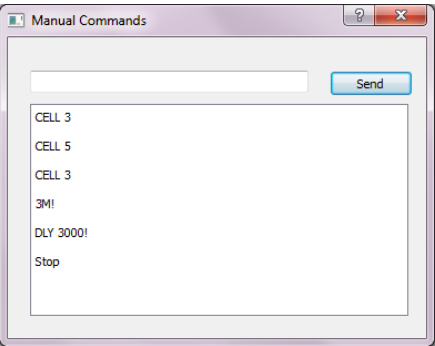 Manual Commands
Send
CELL 3
CELL 5
CELL 3
3M!
DLY 3000!
Stop